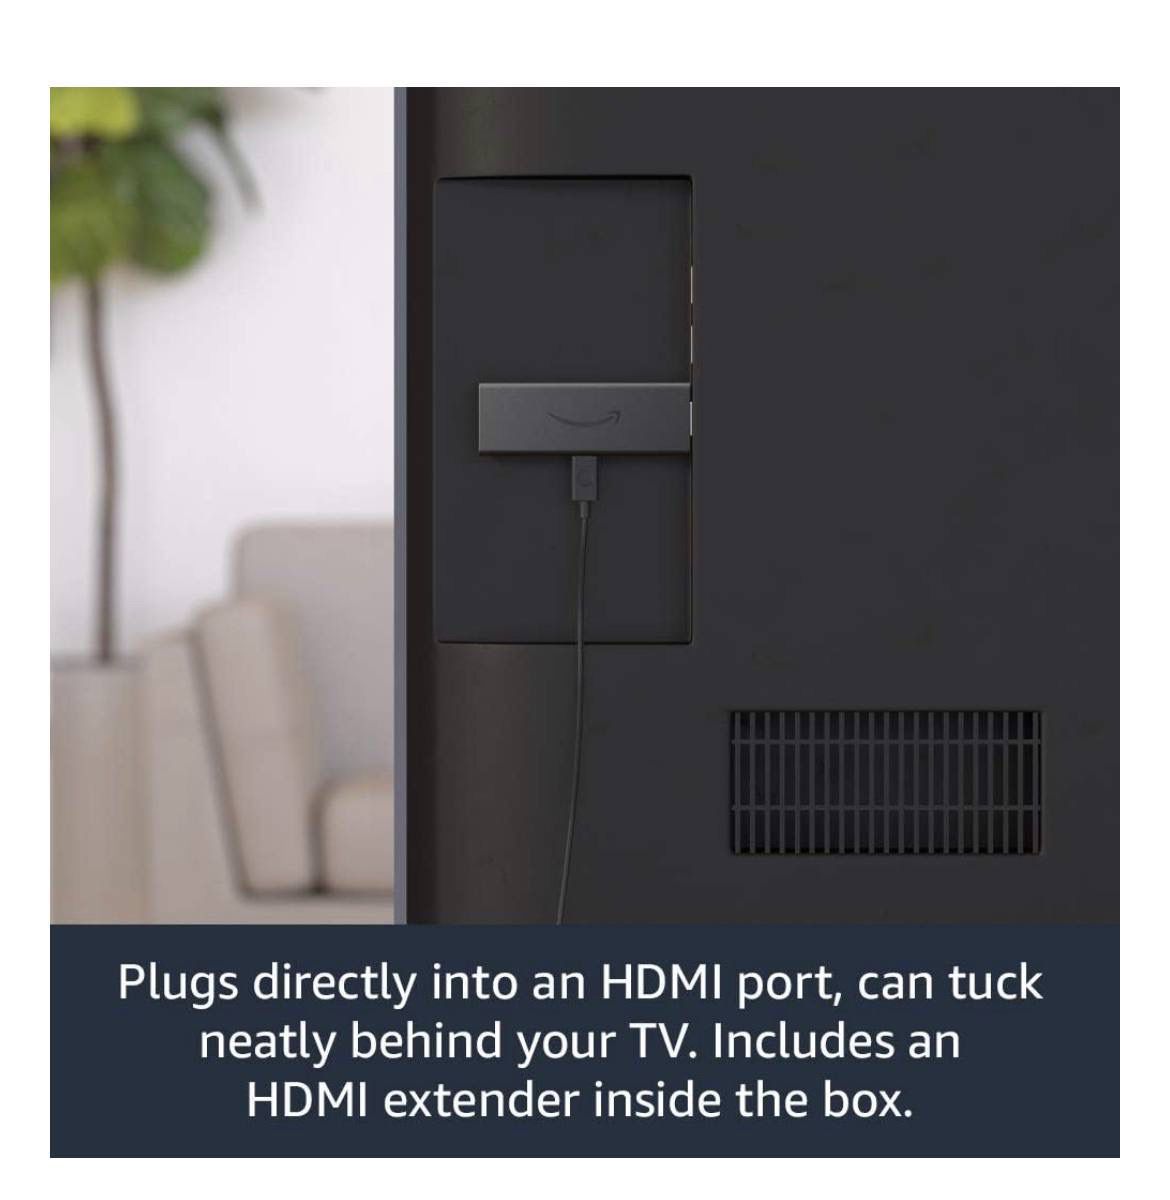 Plugs directly into an HDMI port, can tuck
neatly behind your TV. Includes an
HDMI extender inside the box.